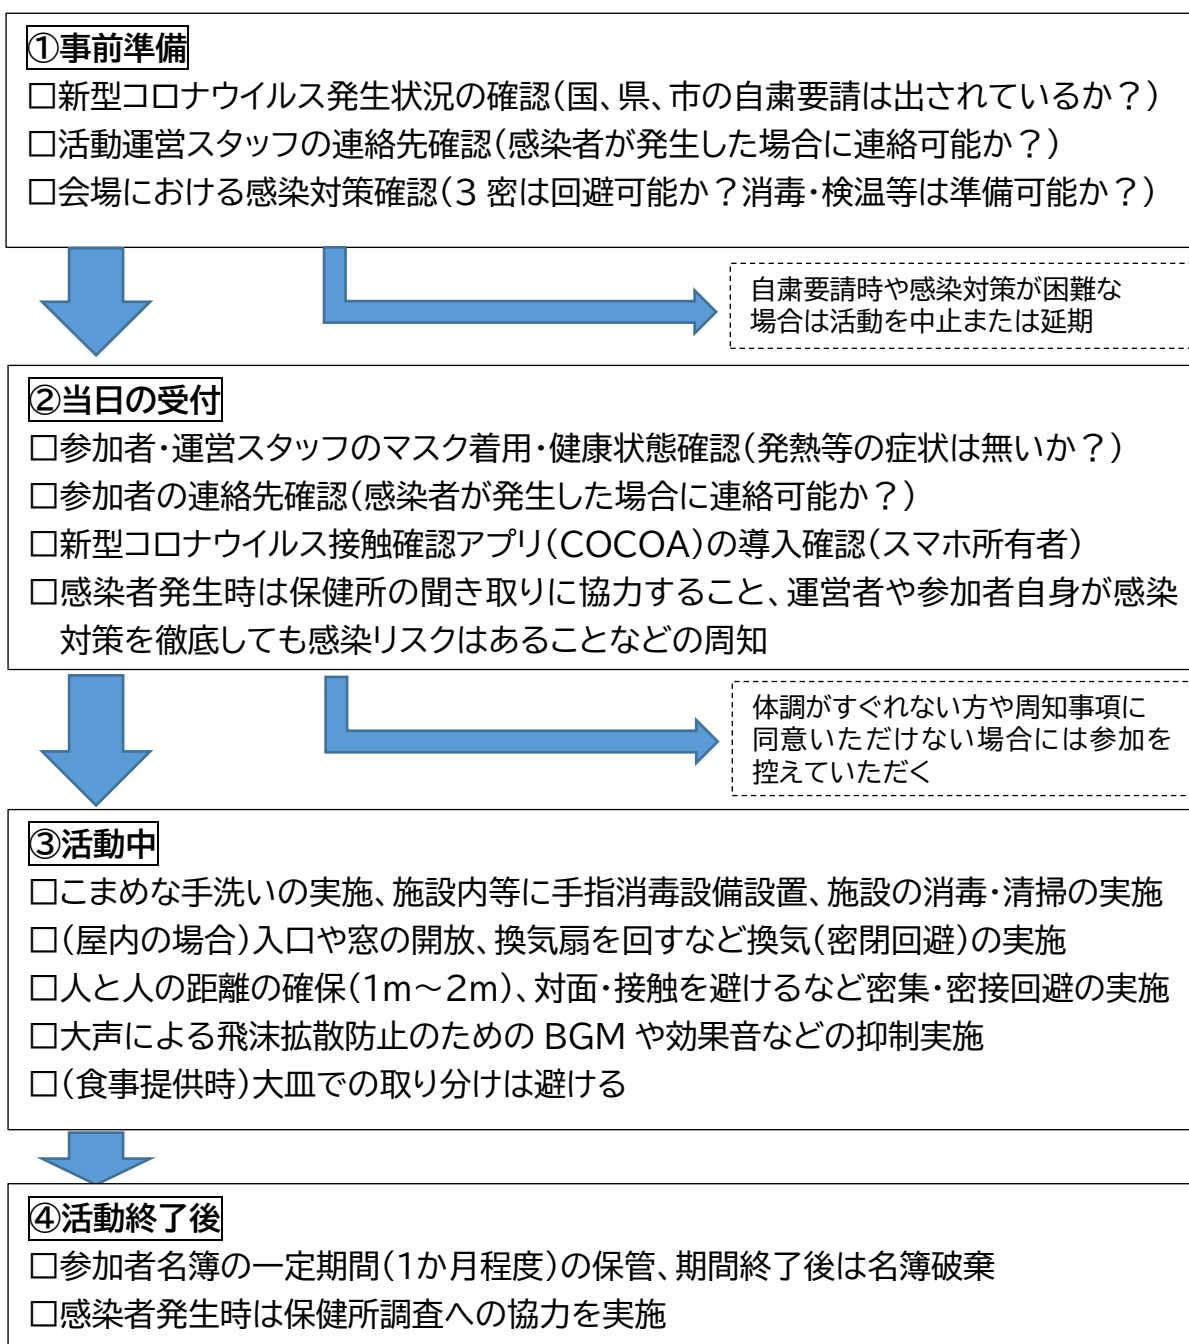 ①事前準備
□新型コロナウイルス発生状況の確認(国、県、市の自粛要請は出されているか?)
□活動運営スタッフの連絡先確認(感染者が発生した場合に連絡可能か?)
□会場における感染対策確認(3 密は回避可能か?消毒・検温等は準備可能か?)
自粛要請時や感染対策が困難な
場合は活動を中止または延期
②当日の受付
□参加者・運営スタッフのマスク着用・健康状態確認(発熱等の症状は無いか?)
□参加者の連絡先確認(感染者が発生した場合に連絡可能か?)
□新型コロナウイルス接触確認アプリ(COCOA)の導入確認(スマホ所有者)
□感染者発生時は保健所の聞き取りに協力すること、運営者や参加者自身が感染
対策を徹底しても感染リスクはあることなどの周知
体調がすぐれない方や周知事項に
同意いただけない場合には参加を
控えていただく
③活動中
□こまめな手洗いの実施、施設内等に手指消毒設備設置、施設の消毒・清掃の実施
□(屋内の場合)入口や窓の開放、換気扇を回すなど換気(密閉回避)の実施
□人と人の距離の確保(1m~2m)、対面・接触を避けるなど密集・密接回避の実施
□大声による飛沫拡散防止のための BGM や効果音などの抑制実施
□(食事提供時)大皿での取り分けは避ける
④活動終了後
□参加者名簿の一定期間(1か月程度)の保管、期間終了後は名簿破棄
□感染者発生時は保健所調査への協力を実施